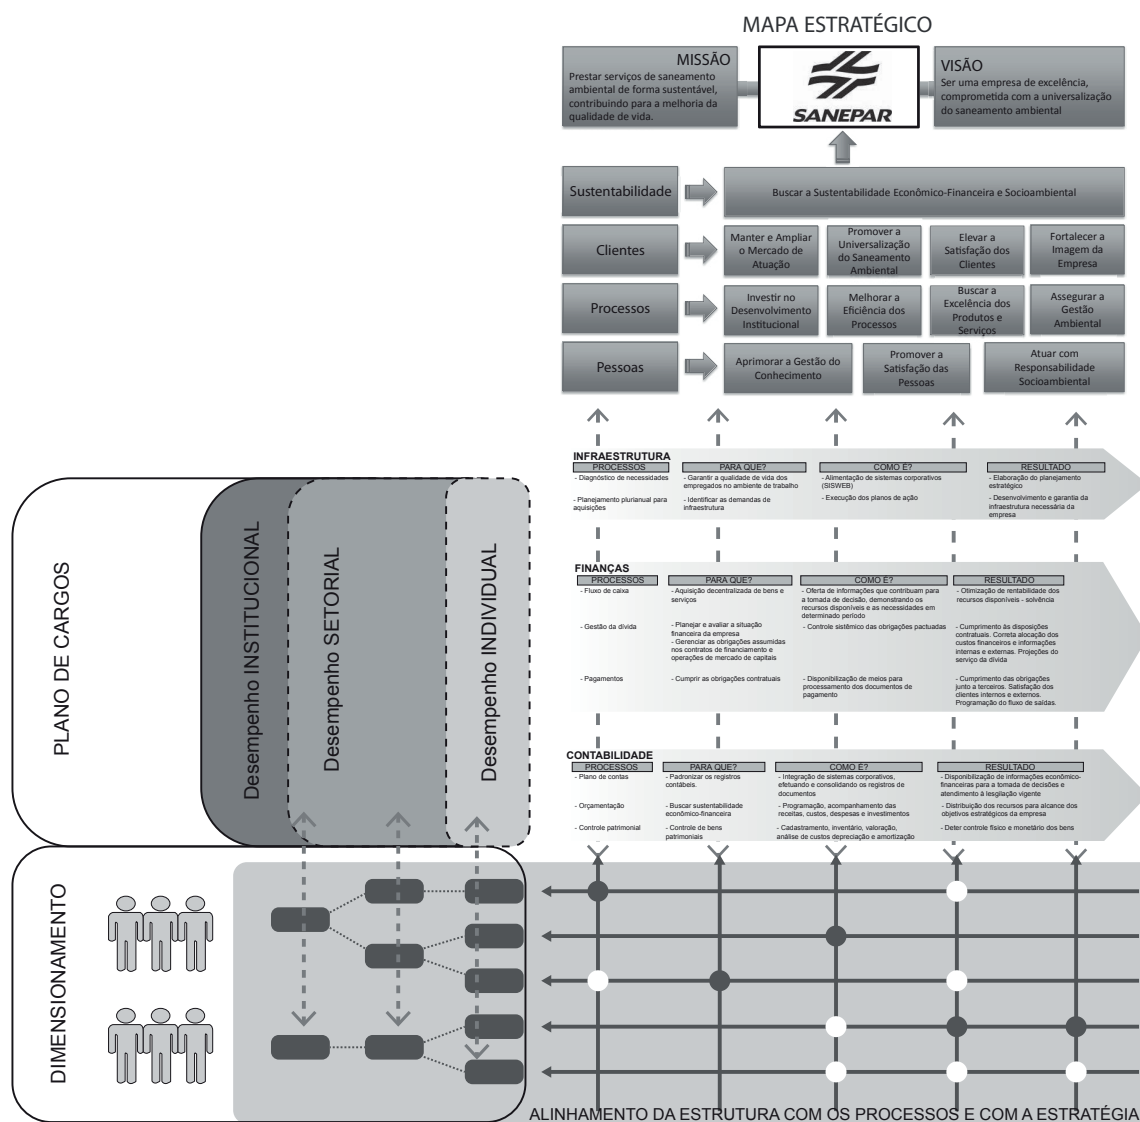 MAPA ESTRATÉGICO
MISSÃO
Prestar serviços de saneamento
ambiental de forma sustentável,
contribuindo para a melhoria da
qualidade de vida.
SANEPAR
VISÃO
Ser uma empresa de excelência,
comprometida com a universialização
do saneamento ambiental
Sustentabilidade
Buscar a Sustentabilidade Econômico-Financeira e Socioambiental
Clientes
Manter e Ampliar
o Mercado de
Atuação
Promover a
Universialização
do Saneamento
Ambiental
Elevar a
Satisfação dos
Clientes
Fortalecer a
Imagem da
Empresa
Processos
Investir no
Desenvolvimento
Institucional
Melhorar a
Eficiência dos
Processos
Buscar a
Excelência dos
Produtos e
Serviços
Assegurar a
Gestão
Ambiental
Pessoas
Aprimorar a Gestão do
Conhecimento
Promover a
Satisfação das
Pessoas
Atuar com
Responsabilidade
Socioambiental
INFRAESTRUTURA
PROCESSOS
- Diagnóstico de necessidades
- Planejamento plurianual para
aquisições
PARA QUE?
- Garantir a qualidade de vida dos
empregados no ambiente de trabalho
- Identificar as demandas de
infraestrutura
COMO É?
- Alimentação de sistemas corporativos
(SISWEB)
- Execução dos planos de ação
RESULTADO
- Elaboração do planejamento
estratégico
- Desenvolvimento e garantia da
infraestrutura necessária da
empresa
FINANÇAS
PROCESSOS
- Fluxo de caixa
- Gestão da dívida
- Pagamentos
PARA QUE?
- Aquisição decentralizada de bens e
serviços
- Planejar e avaliar a situação
financeira da empresa
- Gerenciar as obrigações assumidas
nos contratos de financiamento e
operações de mercado de capitais
- Cumprir as obrigações contratuais
COMO É?
- Oferta de informações que contribuam para
a tomada de decisão, demonstrando os
recursos disponíveis e as necessidades em
determinado período
- Controle sistêmico das obrigações pactuadas
- Disponibilização de meios para
processamento dos documentos de
pagamento
RESULTADO
- Otimização de rentabilidade dos
recursos disponíveis - solvência
- Cumprimento às disposições
contratuais. Correta alocação dos
custos financeiros e informações
internas e externas. Projeções do
serviço da dívida
- Cumprimento das obrigações
junto a terceiros. Satisfação dos
clientes internos e externos.
Programação do fluxo de saídas.
CONTABILIDADE
PROCESSOS
- Plano de contas
- Orçamentação
- Controle patrimonial
PARA QUE?
- Padronizar os registros
contábeis.
- Buscar sustentabilidade
econômico-financeira
- Controle de bens
patrimoniais
COMO É?
- Integração de sistemas corporativos,
efetuando e consolidando os registros de
documentos
- Programação, acompanhamento das
receitas, custos, despesas e investimentos
- Cadastramento, inventário, valoração,
análise de custos depreciação e amortização
RESULTADO
- Disponibilização de informações econômico-
financeiras para a tomada de decisões e
atendimento à lesgilação vigente
- Distribuição dos recursos para alcance dos
objetivos estratégicos da empresa
- Deter controle físico e monetário dos bens
PLANO DE CARGOS
Desempenho INSTITUCIONAL
Desempenho SETORIAL
Desempenho INDIVIDUAL
DIMENSIONAMENTO
ALINHAMENTO DA ESTRUTURA COM OS PROCESSOS E COM A ESTRATÉGIA